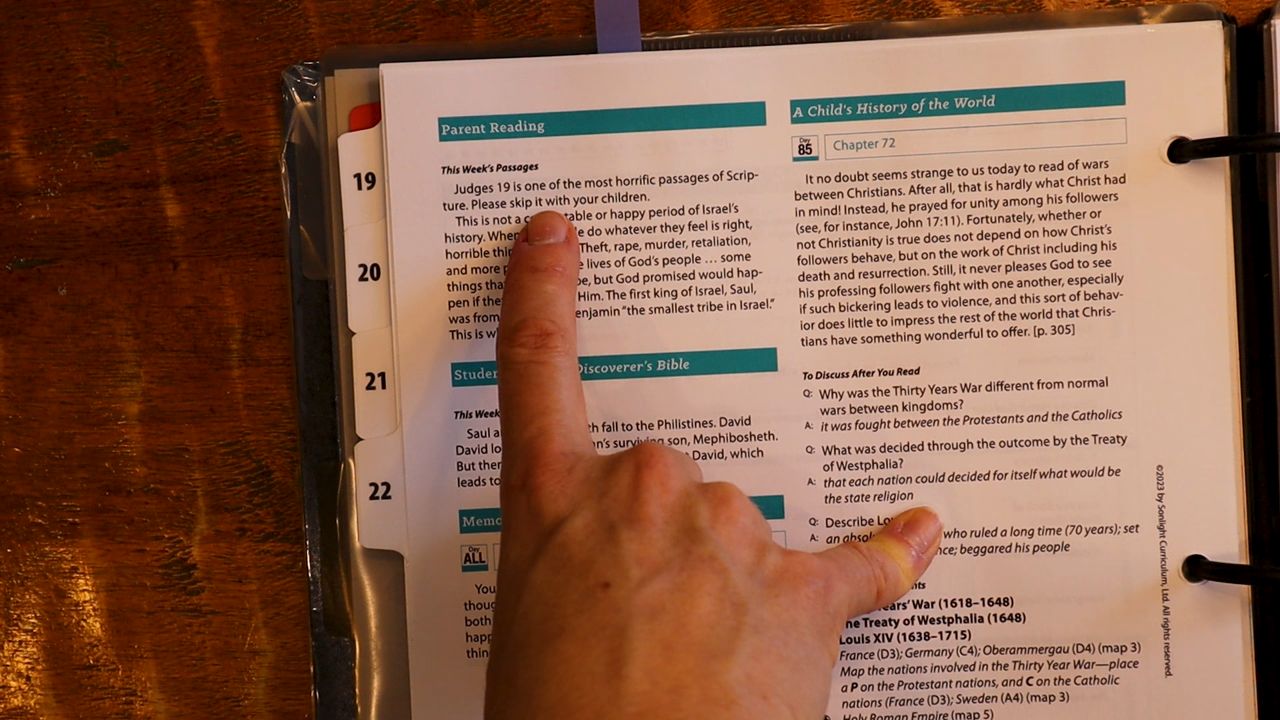 19
20
21
22
Parent Reading
This Week's Passages
Judges 19 is one of the most horrific passages of Scrip-
ture. Please skip it with your children.
This is not a table or happy period of Israel's
history. When do whatever they feel is right,
horrible Theft, rape, murder, retaliation,
and more lives of God's people … some
things but God promised would hap-
pen if Him. The first king of Israel, Saul,
was from "the smallest tribe in Israel."
This is
Discoverer's Bible
This Week
Saul fall to the Philistines. David
David surviving son, Mephibosheth.
But David, which
leads to
Day
ALL
You
both
A Child's History of the World
Day
85
Chapter 72
It no doubt seems strange to us today to read of wars
between Christians. After all, that is hardly what Christ had
in mind! Instead, he prayed for unity among his followers
(see, for instance, John 17:11). Fortunately, whether or
not Christianity is true does not depend on how Christ's
followers behave, but on the work of Christ including his
death and resurrection. Still, it never pleases God to see
his professing followers fight with one another, especially
if such bickering leads to violence, and this sort of behav-
ior does little to impress the rest of the world that Chris-
tians have something wonderful to offer. [p. 305]
To Discuss After You Read
Q: Why was the Thirty Years War different from normal
wars between kingdoms?
A: it was fought between the Protestants and the Catholics
Q: What was decided through the outcome by the Treaty
of Westphalia?
A: that each nation could decided for itself what would be
the state religion
Q: Describe
A: an who ruled a long time (70 years); set
beggared his people
Years' War (1618–1648)
The Treaty of Westphalia (1648)
Louis XIV (1638–1715)
France (D3); Germany (C4); Oberammergau (D4) (map 3)
Map the nations involved in the Thirty Year War—place
a P on the Protestant nations, and C on the Catholic
nations (France (D3); Sweden (A4) (map 3)
Holy Roman Empire (map 5)
©2023 by Sonlight Curriculum, Ltd. All rights reserved.